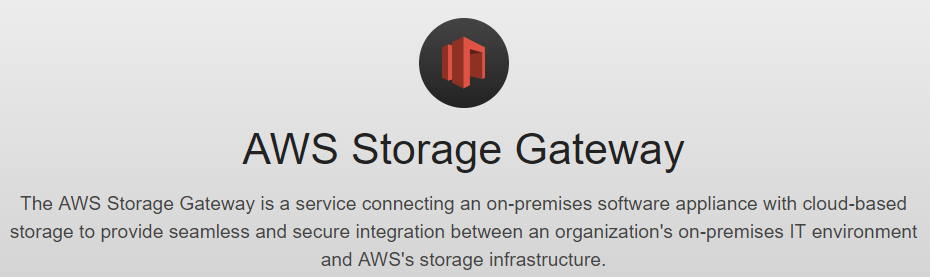 AWS Storage Gateway
The AWS Storage Gateway is a service connecting an on-premises software appliance with cloud-based
storage to provide seamless and secure integration between an organization's on-premises IT environment
and AWS's storage infrastructure.